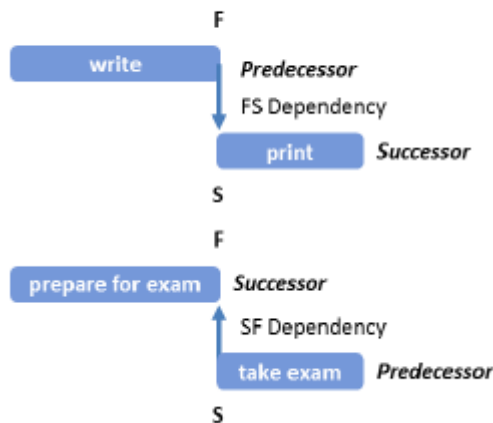 F
write
Predecessor
FS Dependency
print
Successor
S
F
prepare for exam
Successor
SF Dependency
take exam
Predecessor
S